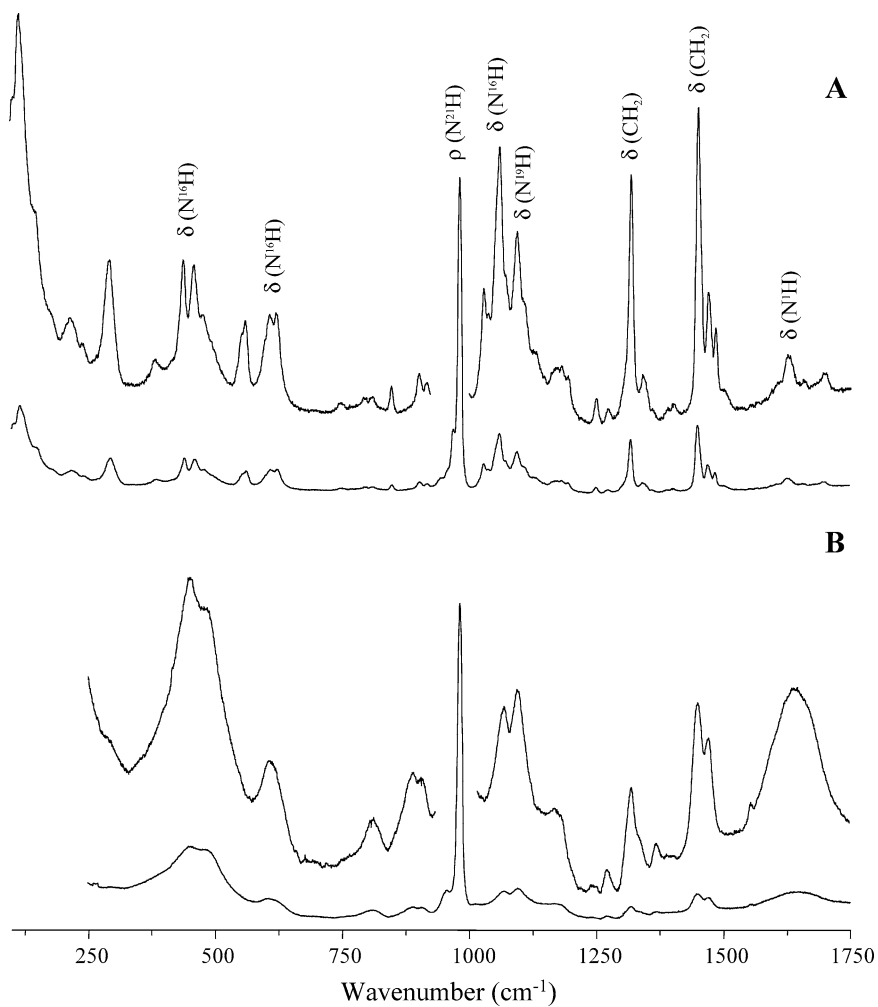 A
δ (N¹⁶H)
δ (N¹⁶H)
ρ (N²¹H)
δ (N¹⁶H)
δ (N¹⁹H)
δ (CH₂)
δ (CH₂)
δ (N¹H)
B
250 500 750 1000 1250 1500 1750
Wavenumber (cm⁻¹)